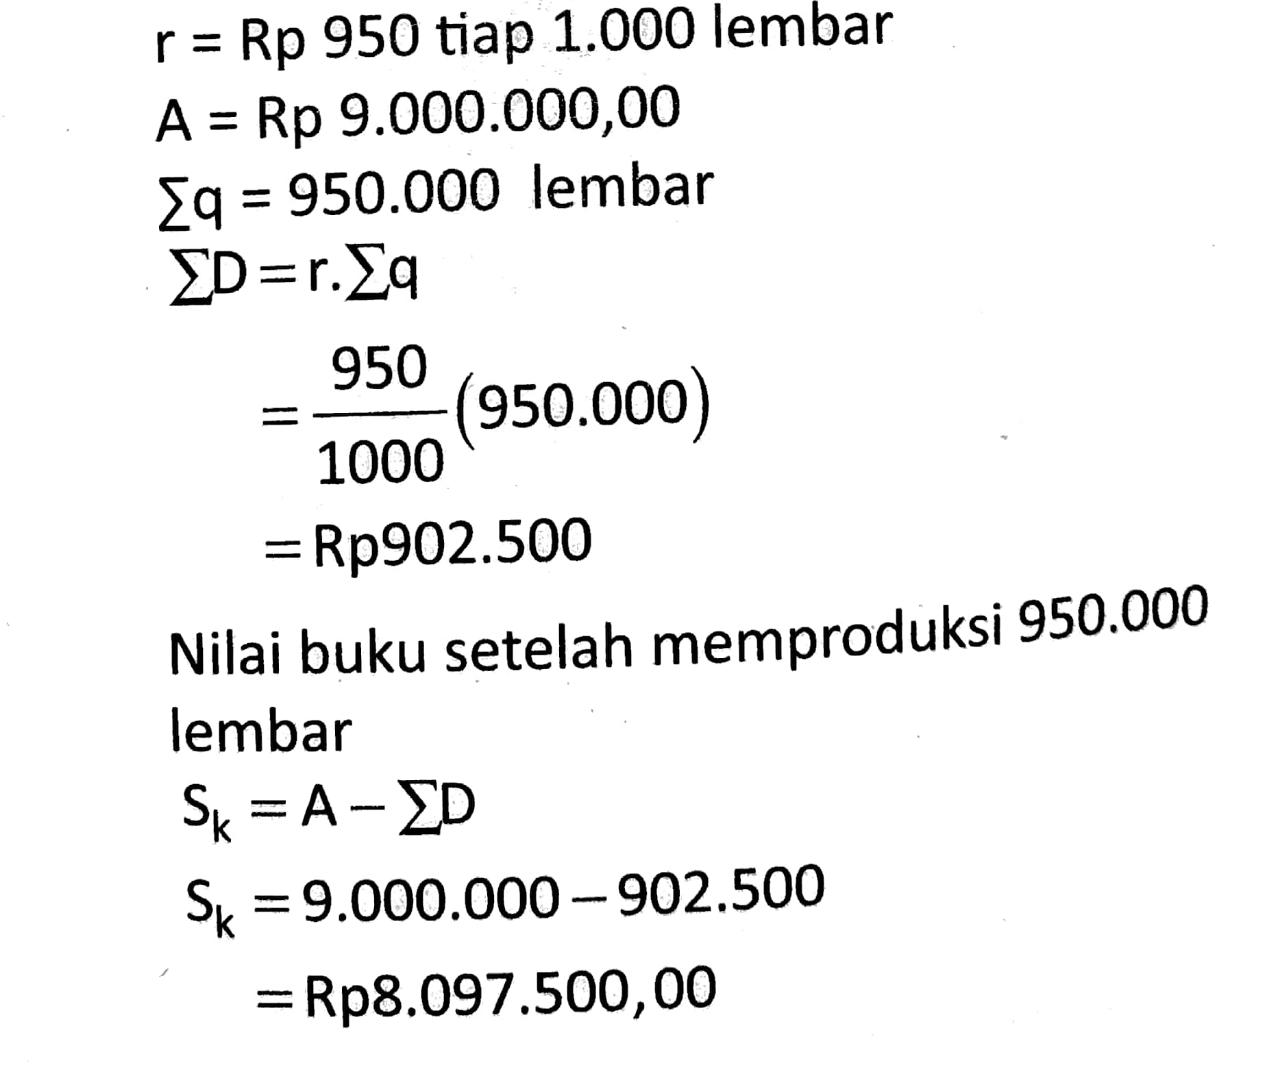 r = Rp 950 tiap 1.000 lembar
A = Rp 9.000.000,00
∑q = 950.000 lembar
∑D = r.∑q
= 950/1000 (950.000)
= Rp902.500
Nilai buku setelah memproduksi 950.000
lembar
Sₖ = A – ∑D
Sₖ = 9.000.000 – 902.500
= Rp8.097.500,00